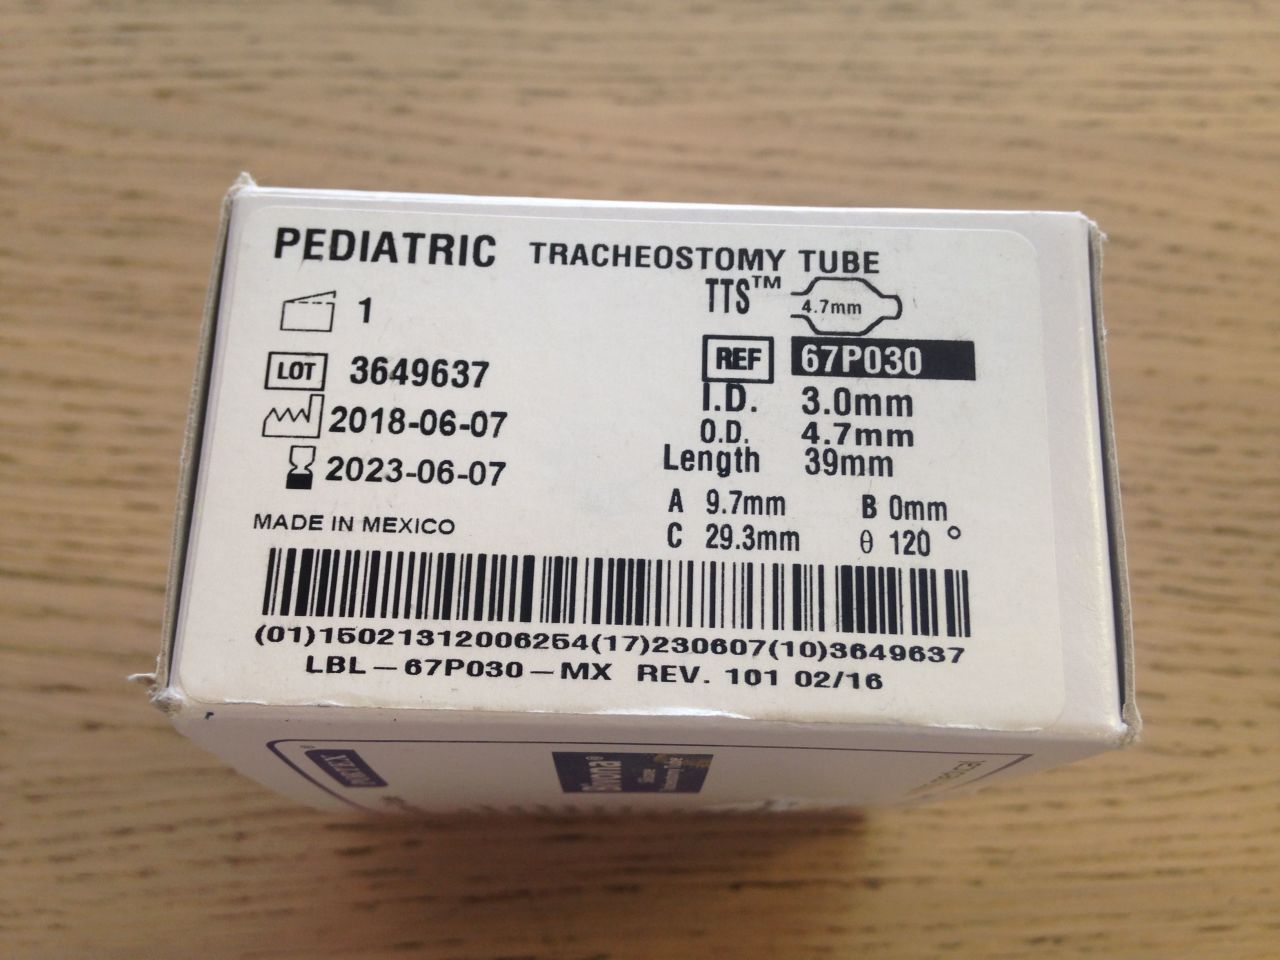 PEDIATRIC TRACHEOSTOMY TUBE
1
TTS™ 4.7mm
LOT 3649637
REF 67P030
2018-06-07
I.D. 3.0mm
O.D. 4.7mm
2023-06-07
Length 39mm
A 9.7mm B 0mm
MADE IN MEXICO
C 29.3mm θ 120 °
(01)15021312006254(17)230607(10)3649637
LBL-67P030-MX REV. 101 02/16
Bivona®